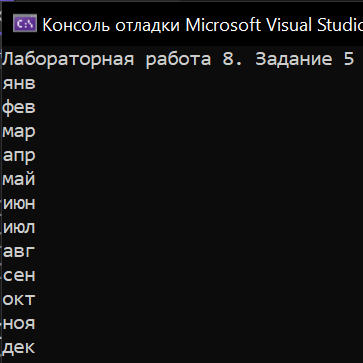 Консоль отладки Microsoft Visual Studio
Лабораторная работа 8. Задание 5
янв
фев
мар
апр
май
июн
июл
авг
сен
окт
ноя
дек